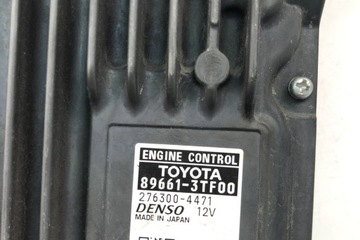 ENGINE CONTROL
TOYOTA
89661-3TF00
276300-4471
DENSO 12V
MADE IN JAPAN